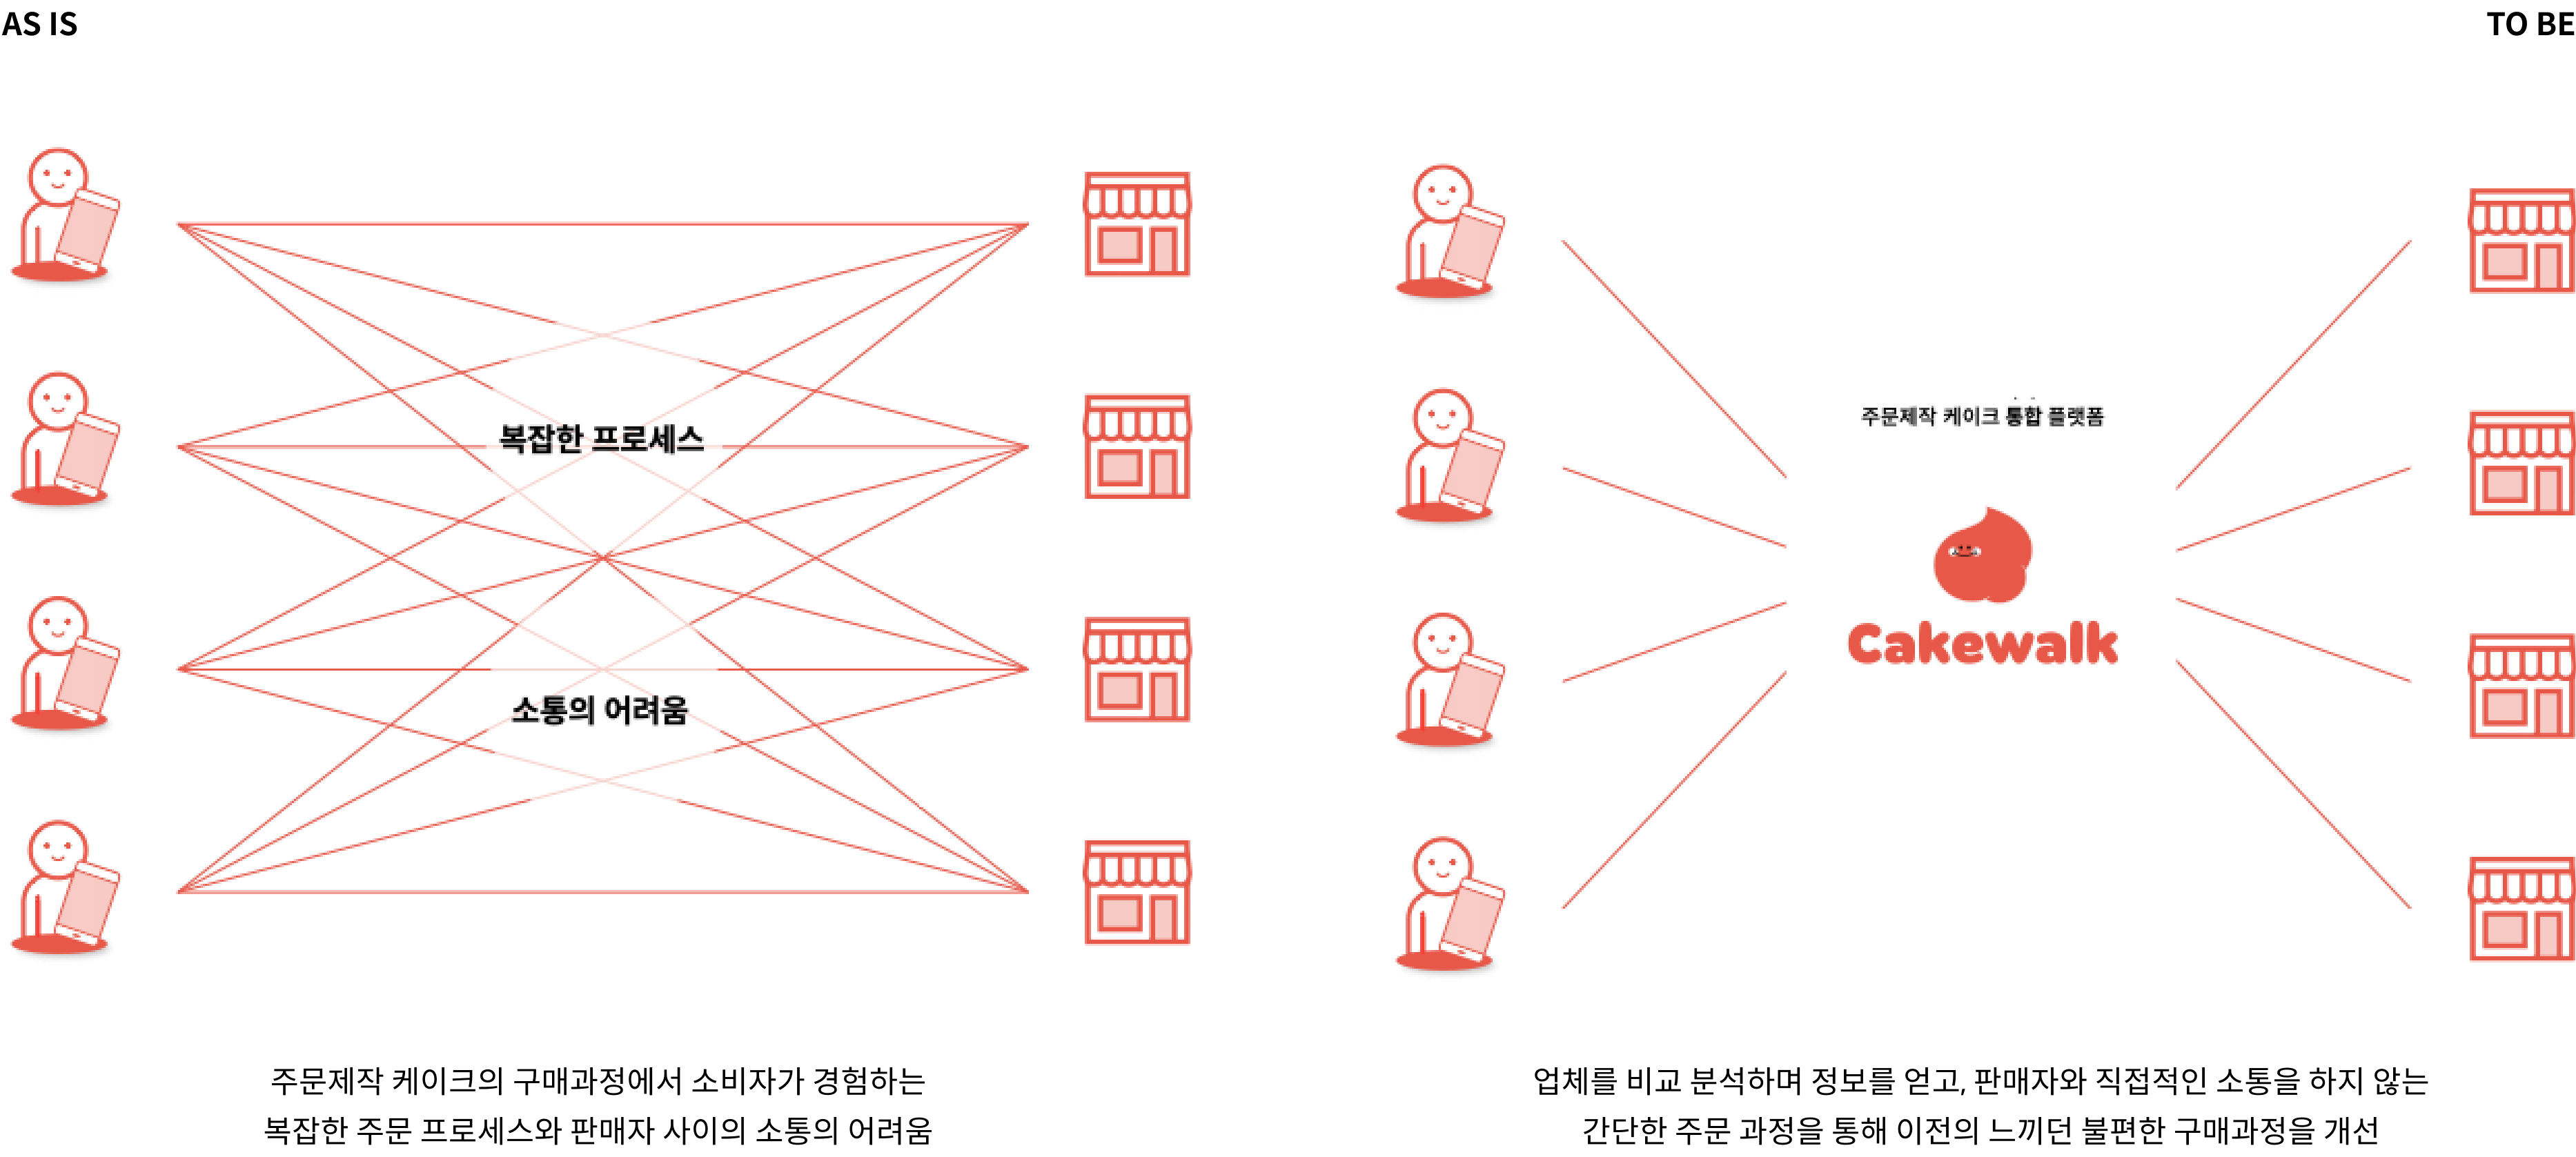 AS IS
TO BE
복잡한 프로세스
소통의 어려움
주문제작 케이크 통합 플랫폼
Cakewalk
주문제작 케이크의 구매과정에서 소비자가 경험하는
복잡한 주문 프로세스와 판매자 사이의 소통의 어려움
업체를 비교 분석하며 정보를 얻고, 판매자와 직접적인 소통을 하지 않는
간단한 주문 과정을 통해 이전의 느끼던 불편한 구매과정을 개선